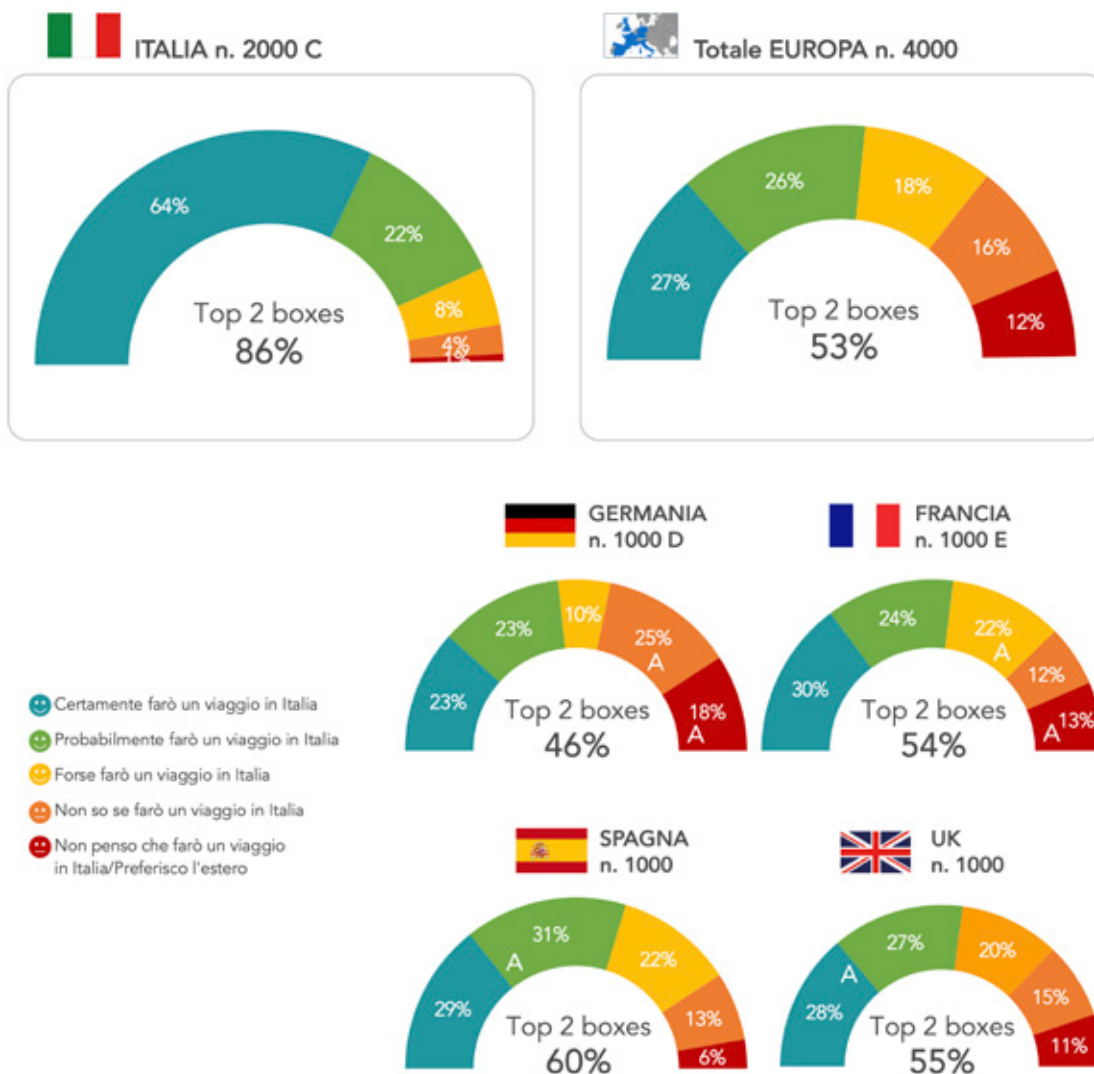 ITALIA n. 2000 C
64%
22%
8%
4%
1%
Top 2 boxes
86%
Totale EUROPA n. 4000
27%
26%
18%
16%
12%
Top 2 boxes
53%
GERMANIA
n. 1000 D
23%
23%
10%
25%
A
18%
A
Top 2 boxes
46%
FRANCIA
n. 1000 E
30%
24%
22%
A
12%
13%
A
Top 2 boxes
54%
Certamente farò un viaggio in Italia
Probabilmente farò un viaggio in Italia
Forse farò un viaggio in Italia
Non so se farò un viaggio in Italia
Non penso che farò un viaggio
in Italia/Preferisco l'estero
SPAGNA
n. 1000
29%
31%
A
22%
13%
6%
Top 2 boxes
60%
UK
n. 1000
28%
A
27%
20%
15%
11%
Top 2 boxes
55%